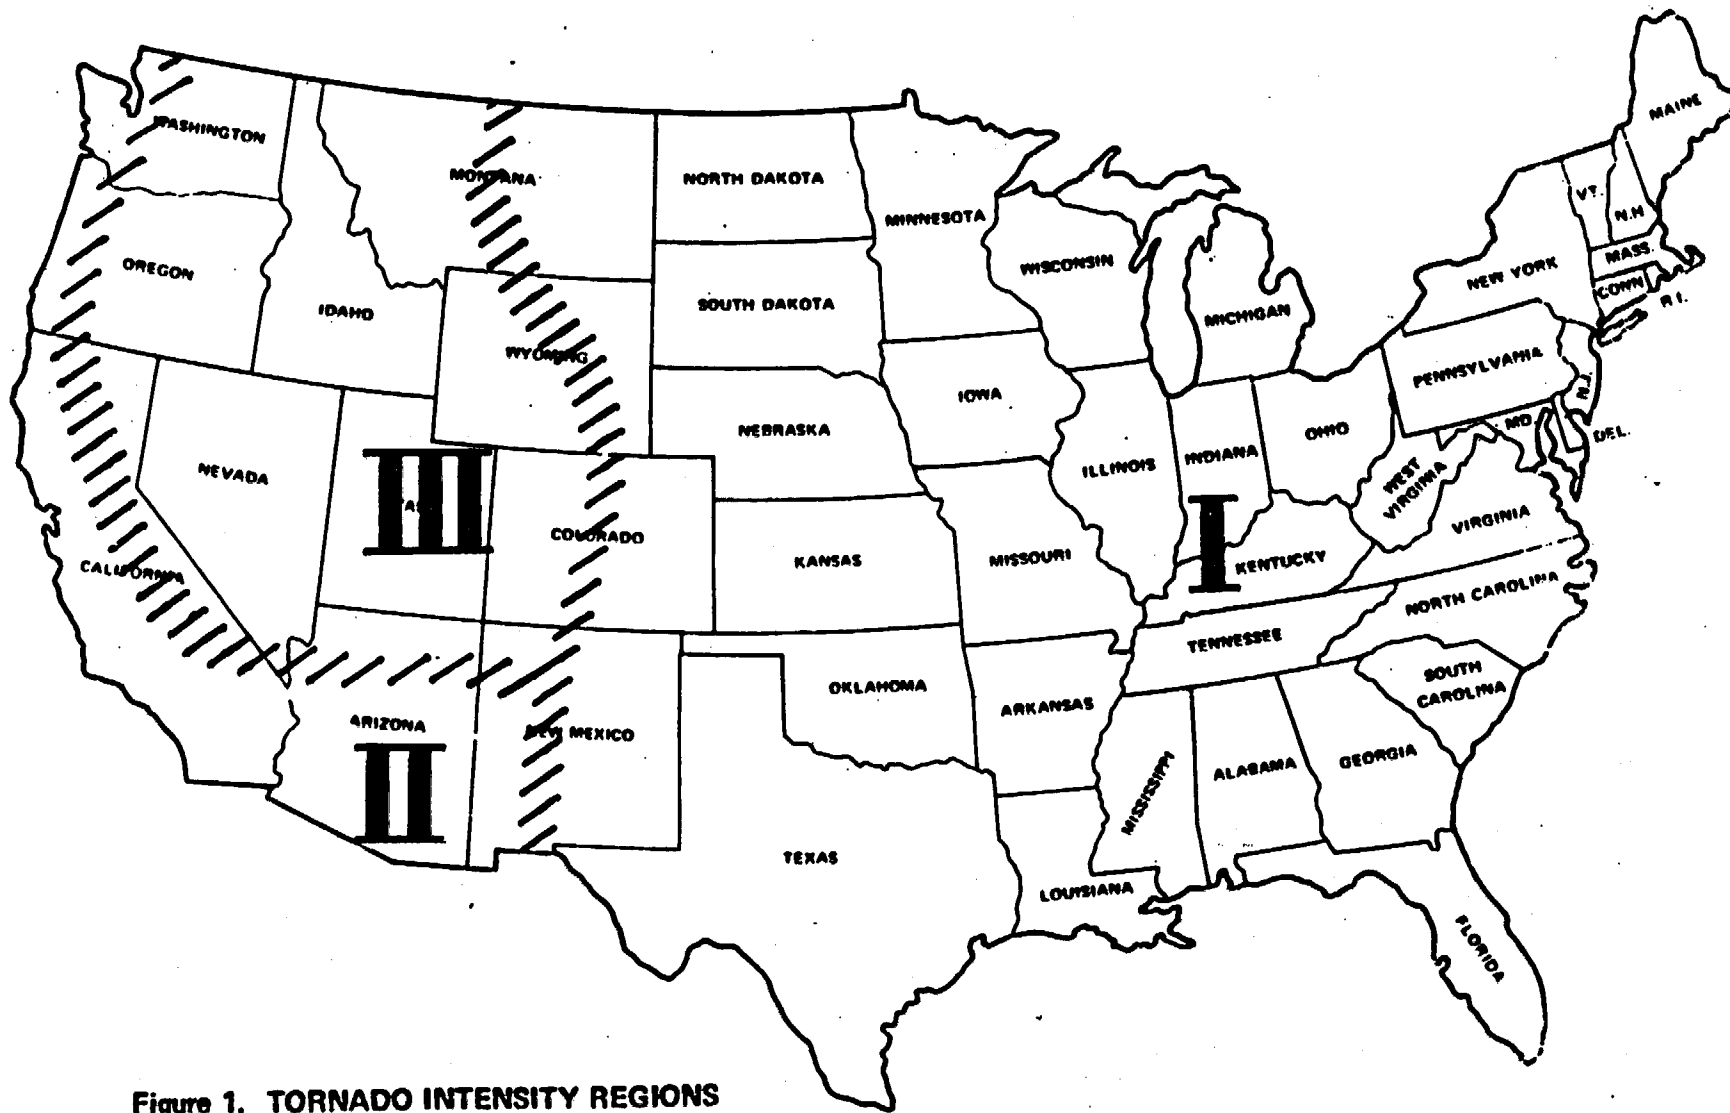 MAINE
WASHINGTON
MONTANA
NORTH DAKOTA
MINNESOTA
VT.
N.H
WISCONSIN
MASS.
OREGON
NEW YORK
CONN
R.I.
IDAHO
SOUTH DAKOTA
MICHIGAN
WYOMING
PENNSYLVANIA
N.J.
IOWA
NEBRASKA
OHIO
MD.
DEL.
NEVADA
ILLINOIS
INDIANA
WEST
VIRGINIA
III
I
VIRGINIA
COLORADO
KANSAS
MISSOURI
KENTUCKY
CALIFORNIA
NORTH CAROLINA
TENNESSEE
SOUTH
CAROLINA
OKLAHOMA
ARKANSAS
ARIZONA
NEW MEXICO
II
MISSISSIPPI
ALABAMA
GEORGIA
TEXAS
LOUISIANA
FLORIDA
Figure 1. TORNADO INTENSITY REGIONS